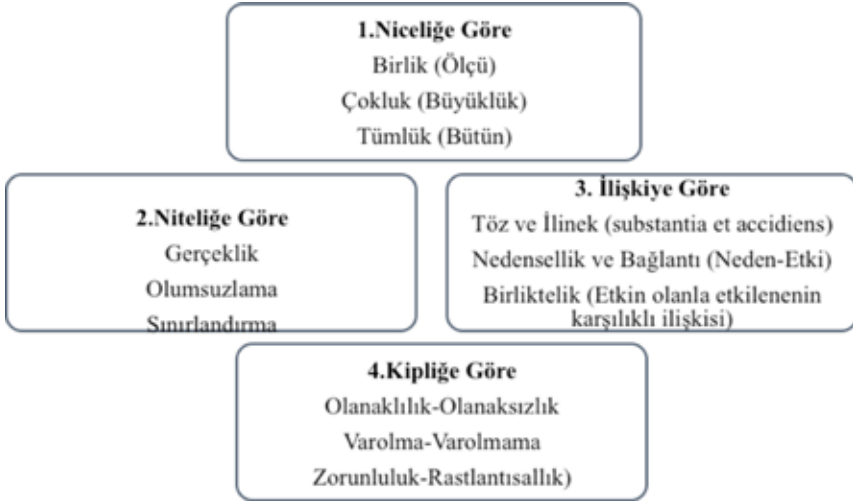 1.Niceliğe Göre
Birlik (Ölçü)
Çokluk (Büyüklük)
Tümlük (Bütün)
2.Niteliğe Göre
Gerçeklik
Olumsuzlama
Sınırlandırma
3. İlişkiye Göre
Töz ve İlinek (substantia et accidiens)
Nedensellik ve Bağlantı (Neden-Etki)
Birliktelik (Etkin olanla etkilenenin
karşılıklı ilişkisi)
4.Kipliğe Göre
Olanaklılık-Olanaksızlık
Varolma-Varolmama
Zorunluluk-Rastlantısallık)